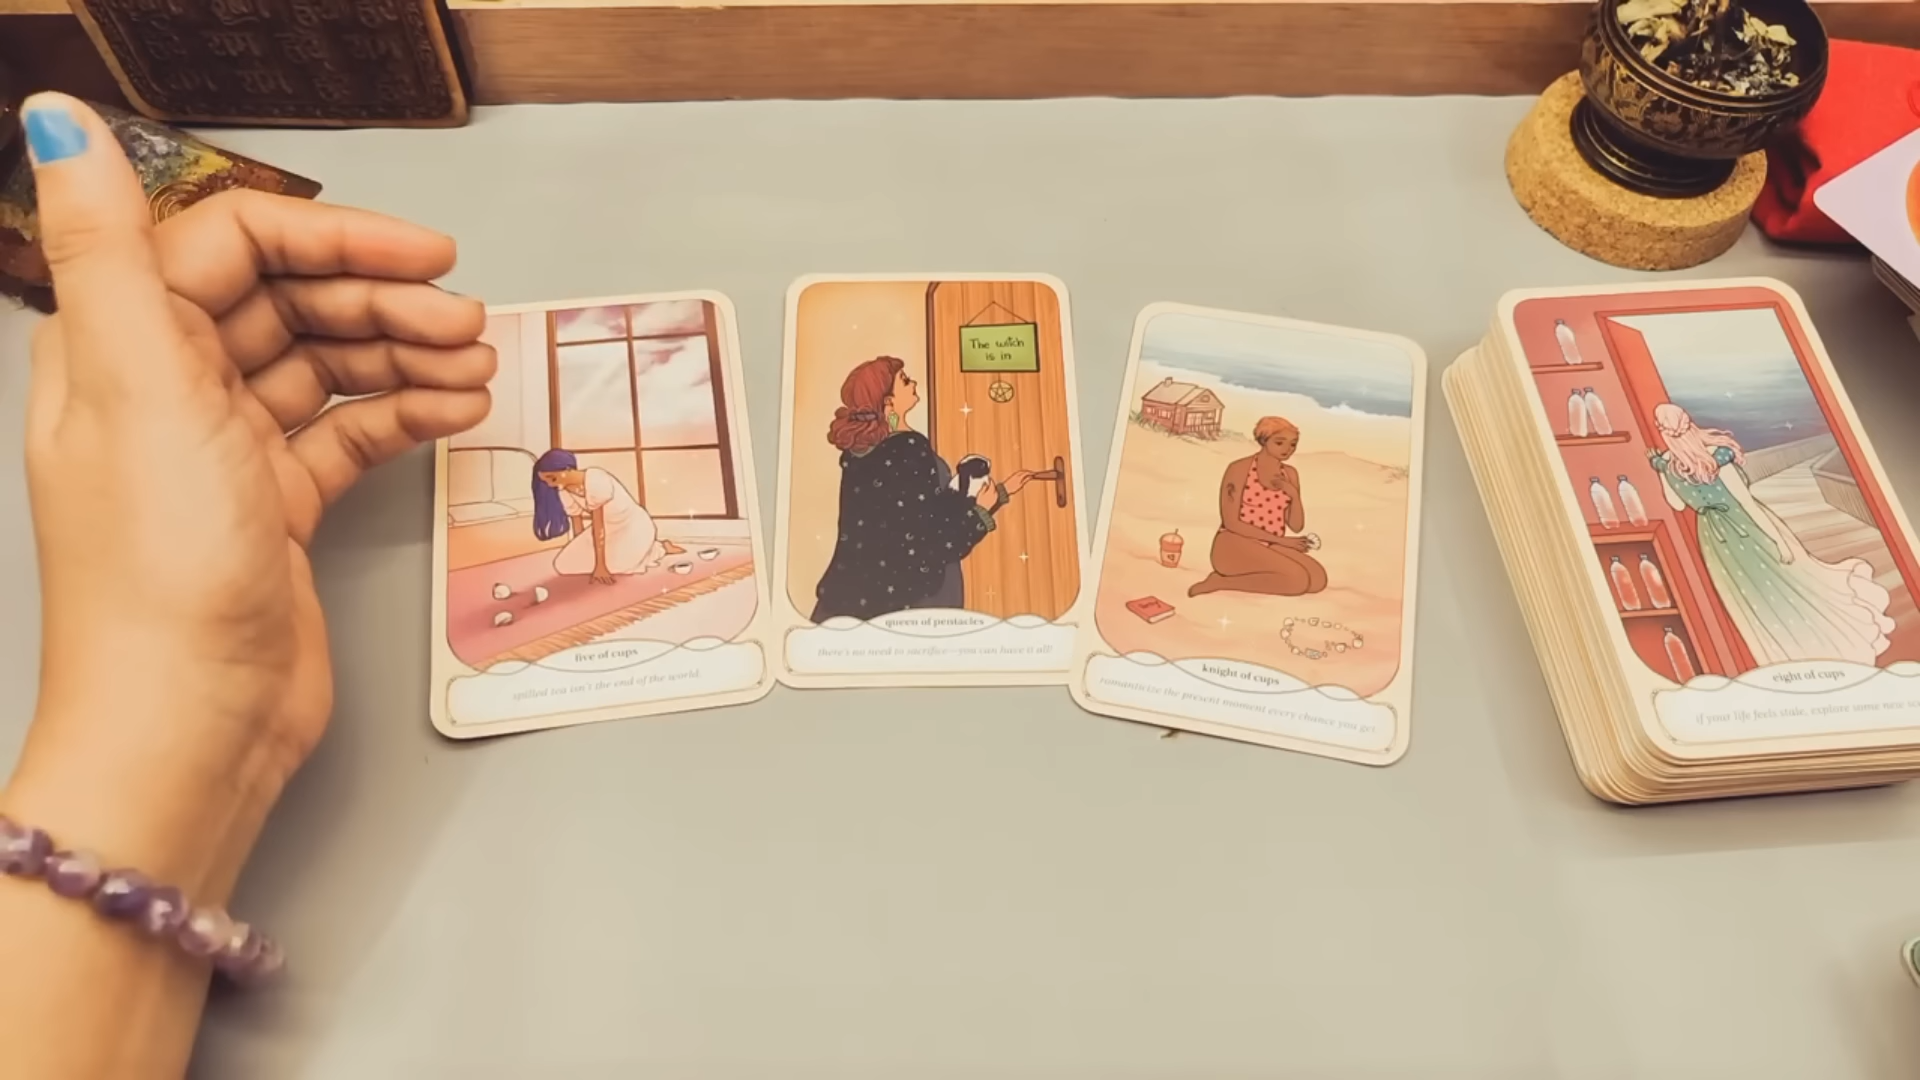 The witch
is in
five of cups
spilled tea isn't the end of the world.
queen of pentacles
there's no need to sacrifice—you can have it all!
knight of cups
romanticize the present moment every chance you get
eight of cups
if your life feels stale, explore some new